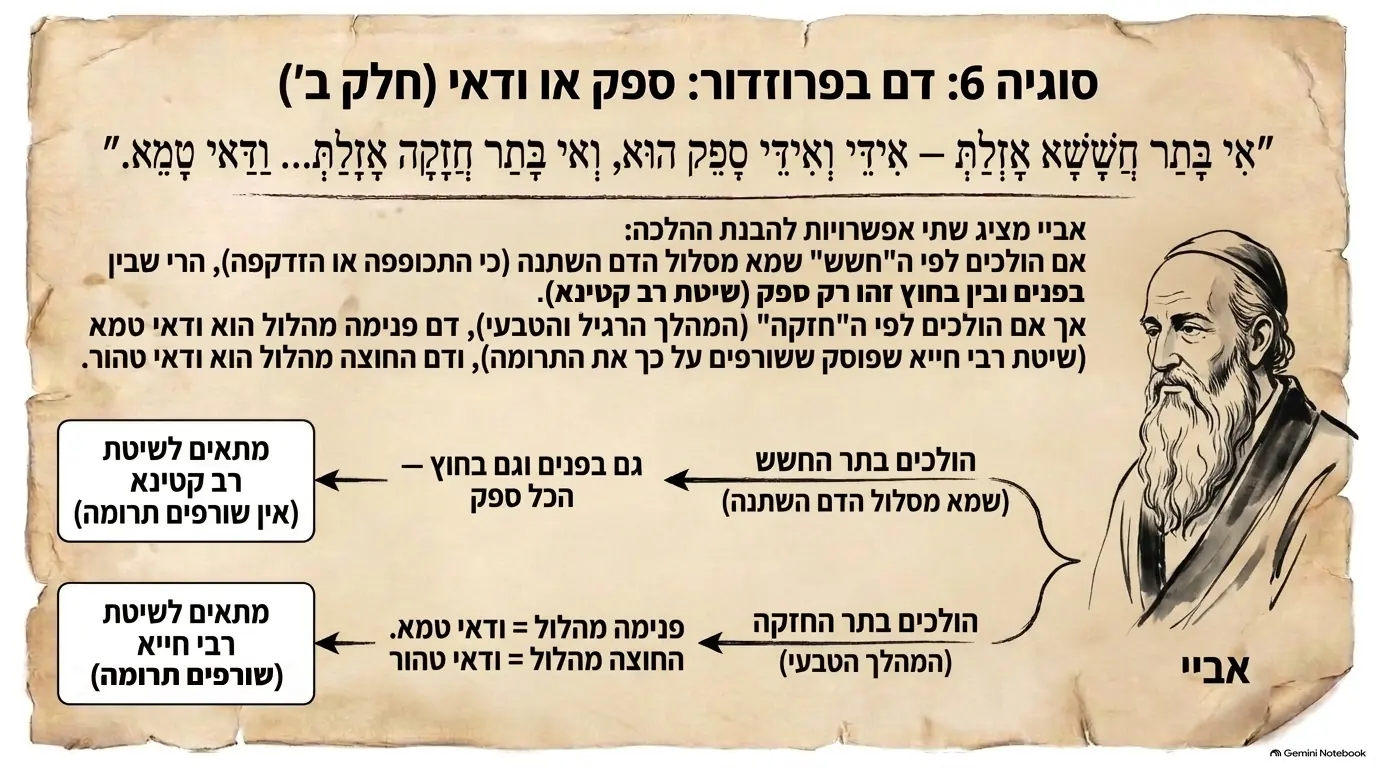 סוגיה 6: דם בפרוזדור: ספק או ודאי (חלק ב')
"אִי בָּתַר חֲשָׁשָׁא אָזְלַתְּ – אִידֵּי וְאִידֵּי סָפֵק הוּא, וְאִי בָּתַר חֲזָקָה אָזָלַתְּ... וַדַּאי טָמֵא."
אביי מציג שתי אפשרויות להבנת ההלכה:
אם הולכים לפי ה"חשש" שמא מסלול הדם השתנה (כי התכופפה או הזדקפה), הרי שבין
בפנים ובין בחוץ זהו רק ספק (שיטת רב קטינא).
אך אם הולכים לפי ה"חזקה" (המהלך הרגיל והטבעי), דם פנימה מהלול הוא ודאי טמא
(שיטת רבי חייא שפוסק ששורפים על כך את התרומה), ודם החוצה מהלול הוא ודאי טהור.
הולכים בתר החשש
(שמא מסלול הדם השתנה)
גם בפנים וגם בחוץ –
הכל ספק
מתאים לשיטת
רב קטינא
(אין שורפים תרומה)
הולכים בתר החזקה
(המהלך הטבעי)
פנימה מהלול = ודאי טמא.
החוצה מהלול = ודאי טהור
מתאים לשיטת
רבי חייא
(שורפים תרומה)
אביי
Gemini Notebook